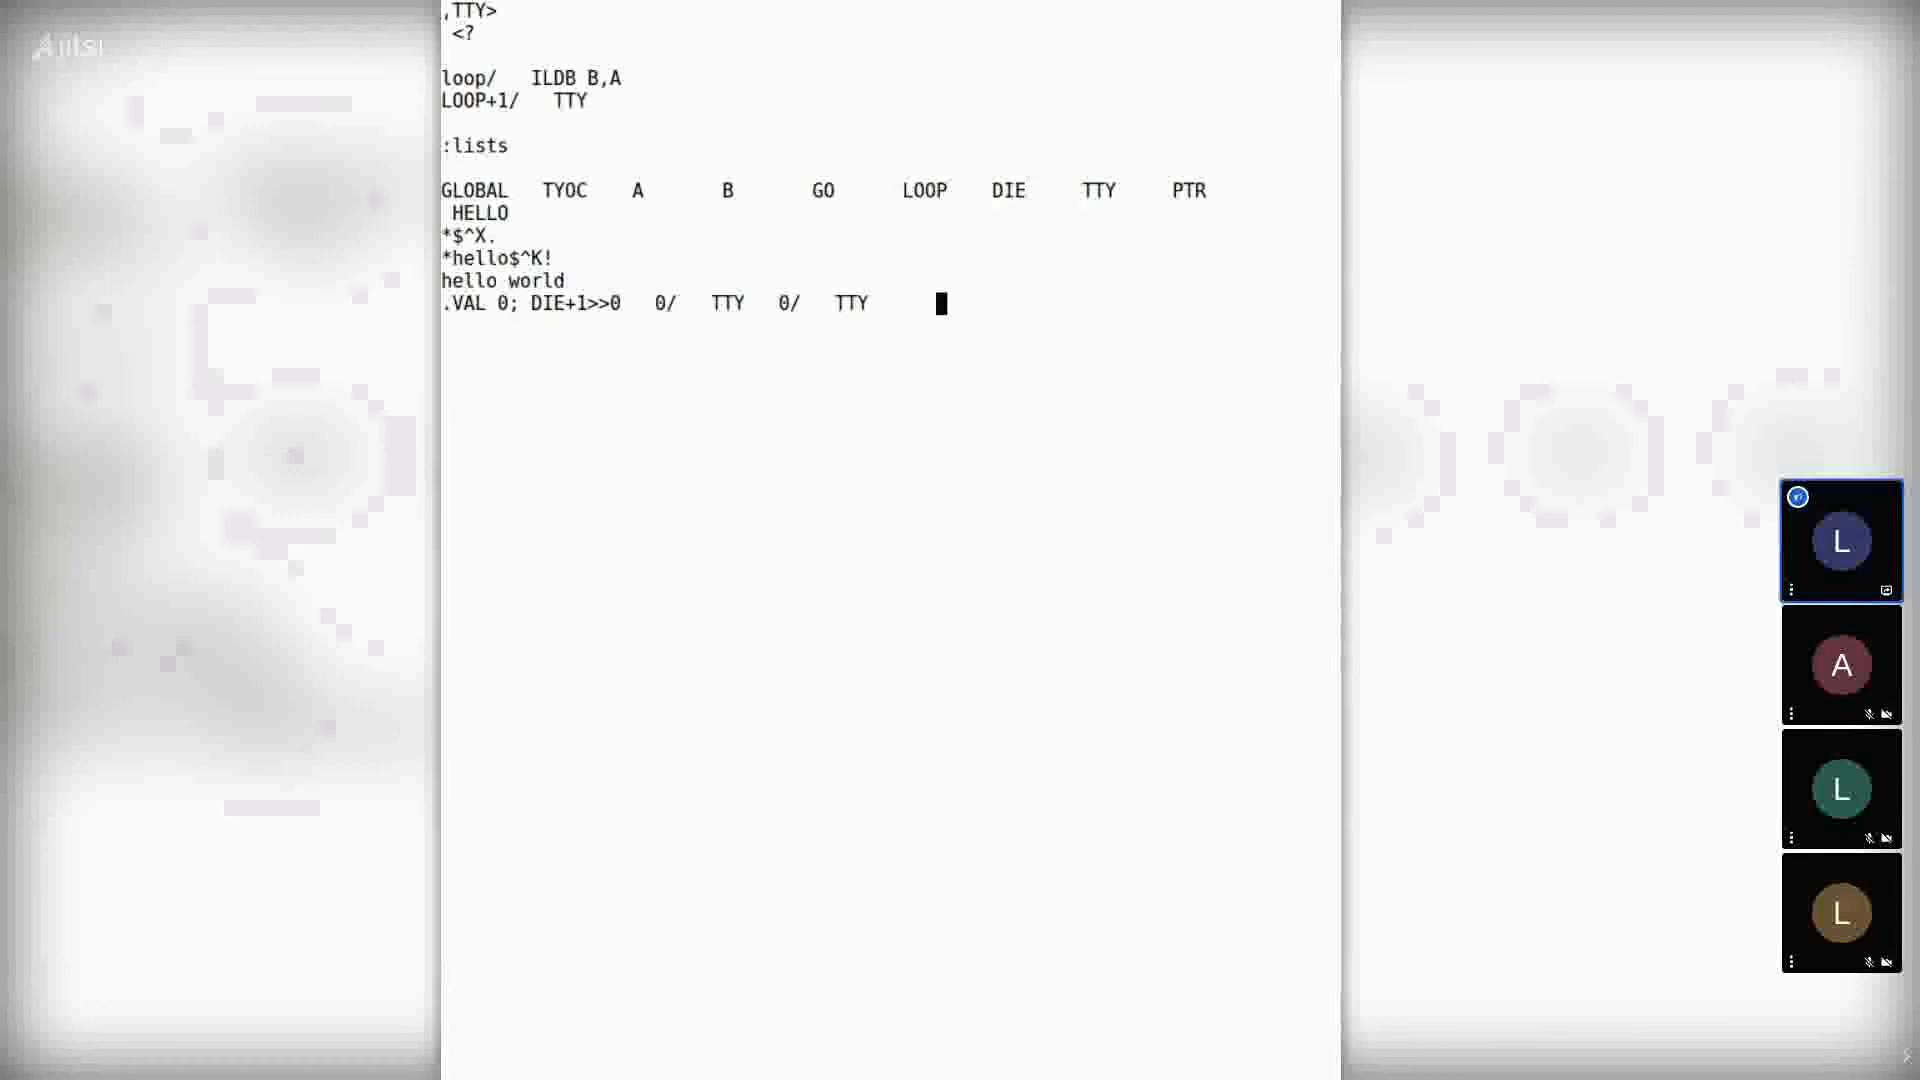 ,TTY>
<?
loop/ ILDB B,A
LOOP+1/ TTY
:lists
GLOBAL TYOC A B GO LOOP DIE TTY PTR
HELLO
*$^X.
*hello$^K!
hello world
.VAL 0; DIE+1>>0 0/ TTY 0/ TTY
L
A
L
L